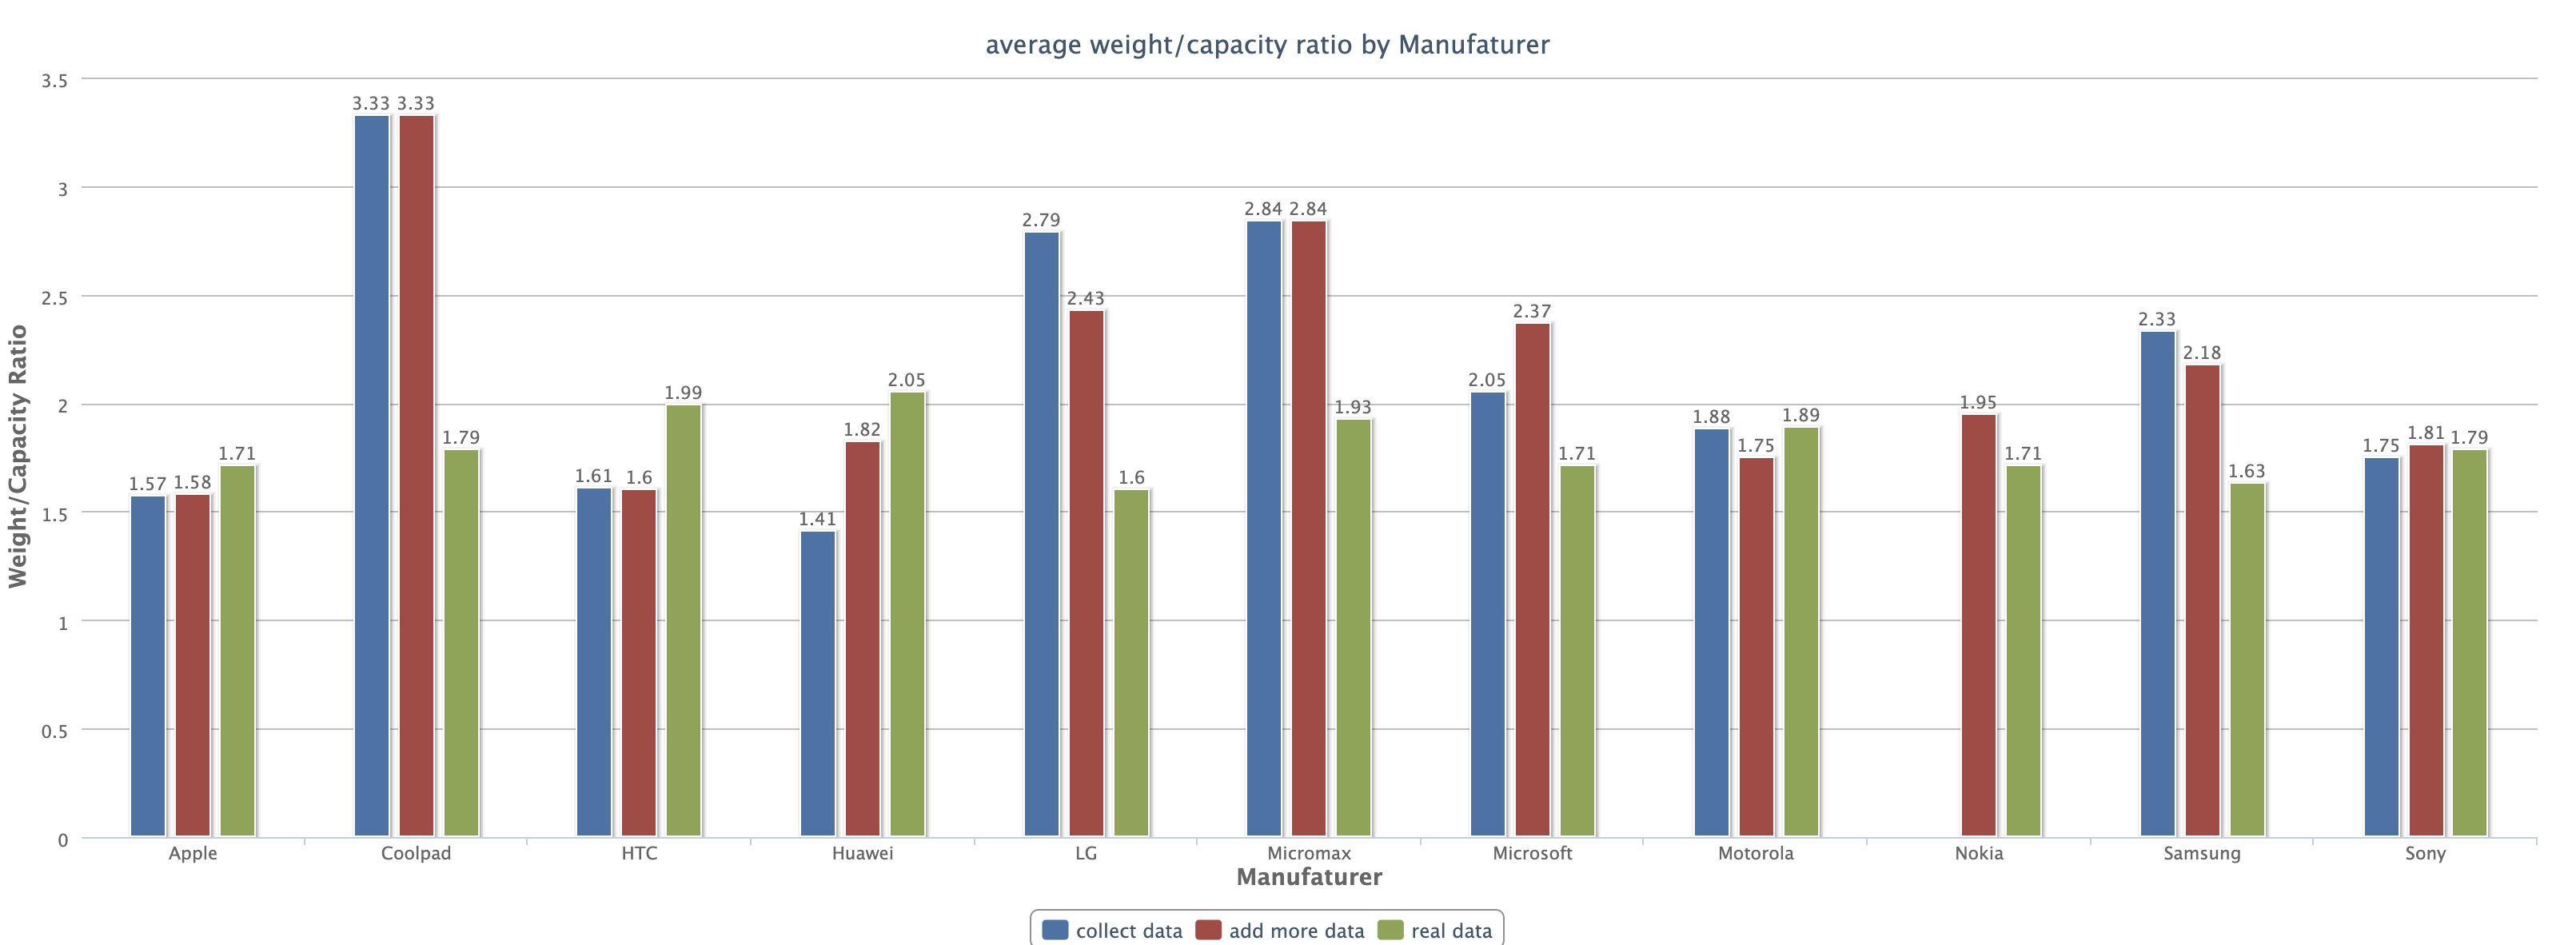 average weight/capacity ratio by Manufaturer
Weight/Capacity Ratio
3.5
3
2.5
2
1.5
1
0.5
0
1.57 1.58 1.71
3.33 3.33 1.79
1.61 1.6 1.99
1.41 1.82 2.05
2.79 2.43 1.6
2.84 2.84 1.93
2.05 2.37 1.71
1.88 1.75 1.89
1.95 1.71
2.33 2.18 1.63
1.75 1.81 1.79
Apple Coolpad HTC Huawei LG Micromax Microsoft Motorola Nokia Samsung Sony
Manufaturer
collect data add more data real data